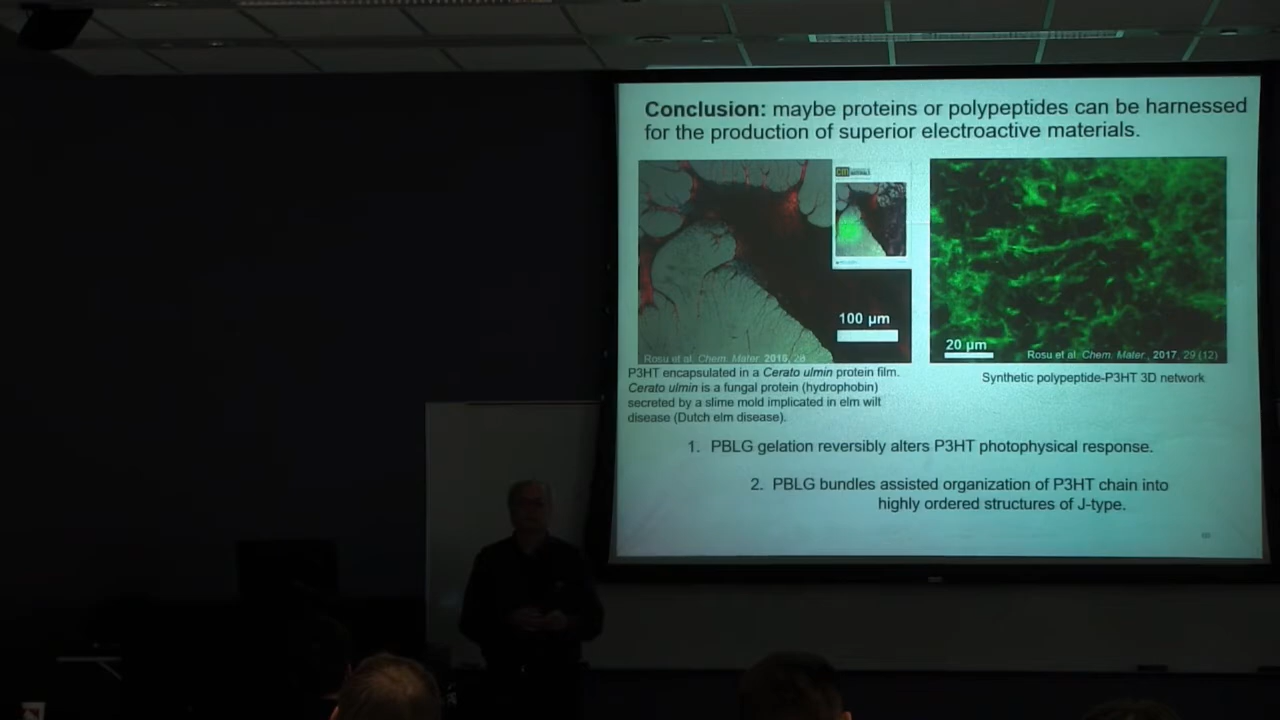 Conclusion: maybe proteins or polypeptides can be harnessed
for the production of superior electroactive materials.
100 µm
Rosu et al. Chem. Mater. 2016, 28
P3HT encapsulated in a Cerato ulmin protein film.
Cerato ulmin is a fungal protein (hydrophobin)
secreted by a slime mold implicated in elm wilt
disease (Dutch elm disease).
20 µm
Rosu et al. Chem. Mater., 2017, 29 (12)
Synthetic polypeptide-P3HT 3D network
1. PBLG gelation reversibly alters P3HT photophysical response.
2. PBLG bundles assisted organization of P3HT chain into
highly ordered structures of J-type.